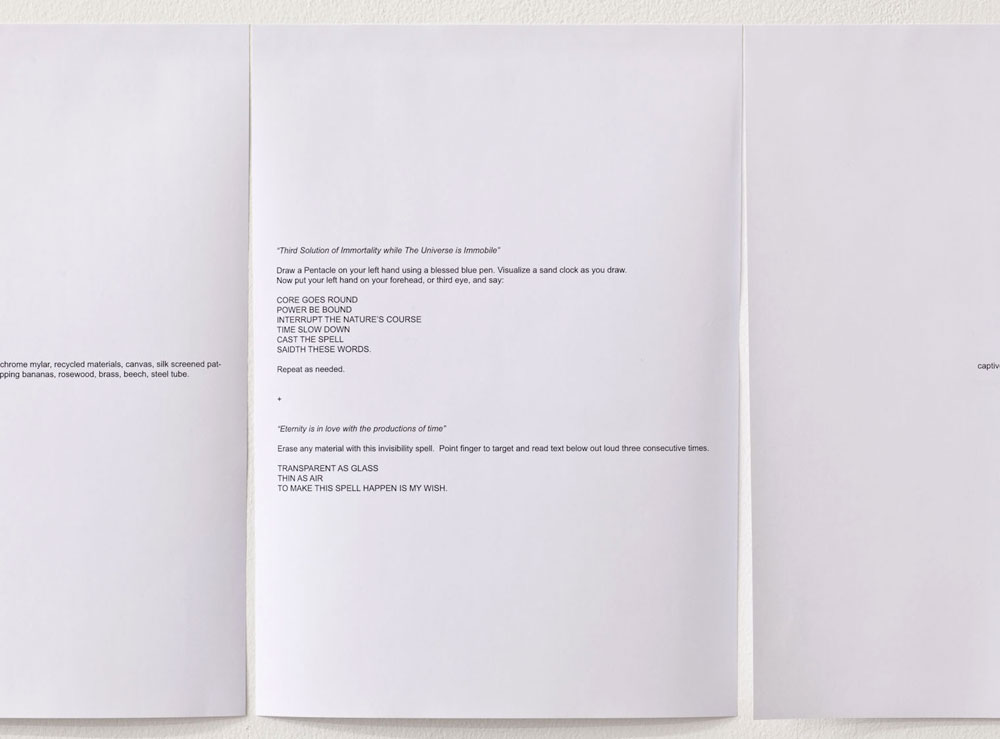 chrome mylar, recycled materials, canvas, silk screened pat-
pping bananas, rosewood, brass, beech, steel tube.
“Third Solution of Immortality while The Universe is Immobile”
Draw a Pentacle on your left hand using a blessed blue pen. Visualize a sand clock as you draw.
Now put your left hand on your forehead, or third eye, and say:
CORE GOES ROUND
POWER BE BOUND
INTERRUPT THE NATURE’S COURSE
TIME SLOW DOWN
CAST THE SPELL
SAIDTH THESE WORDS.
Repeat as needed.
+
“Eternity is in love with the productions of time”
Erase any material with this invisibility spell.  Point finger to target and read text below out loud three consecutive times.
TRANSPARENT AS GLASS
THIN AS AIR
TO MAKE THIS SPELL HAPPEN IS MY WISH.
captive